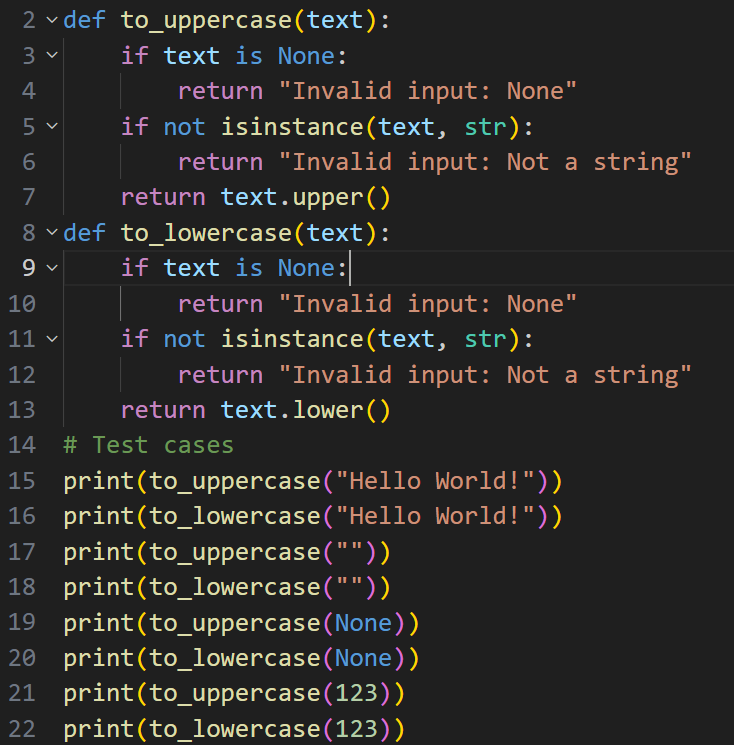 2 def to_uppercase(text):
3     if text is None:
4         return "Invalid input: None"
5     if not isinstance(text, str):
6         return "Invalid input: Not a string"
7     return text.upper()
8 def to_lowercase(text):
9     if text is None:
10         return "Invalid input: None"
11     if not isinstance(text, str):
12         return "Invalid input: Not a string"
13     return text.lower()
14 # Test cases
15 print(to_uppercase("Hello World!"))
16 print(to_lowercase("Hello World!"))
17 print(to_uppercase(""))
18 print(to_lowercase(""))
19 print(to_uppercase(None))
20 print(to_lowercase(None))
21 print(to_uppercase(123))
22 print(to_lowercase(123))